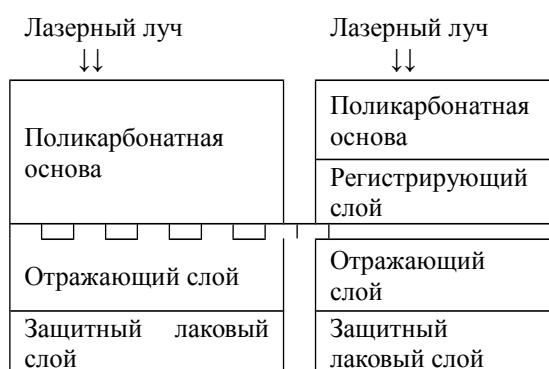 Лазерный луч
↓↓
Поликарбонатная
основа
Отражающий слой
Защитный лаковый
слой
Лазерный луч
↓↓
Поликарбонатная
основа
Регистрирующий
слой
Отражающий
слой
Защитный
лаковый слой